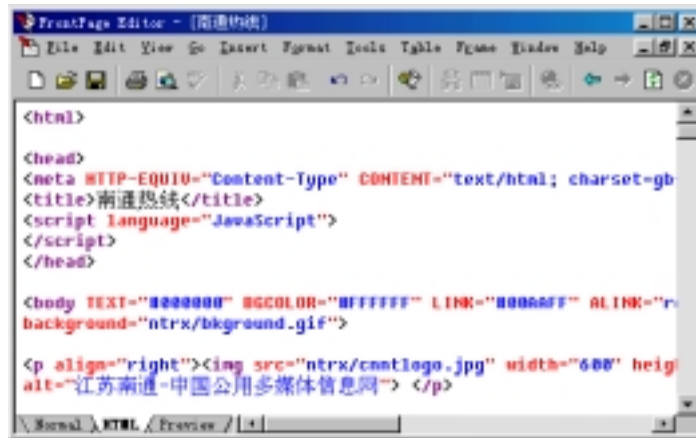 FrontPage Editor - [南通热线]
File Edit View Go Insert Format Tools Table Frame Window Help
<html>
<head>
<meta HTTP-EQUIV="Content-Type" CONTENT="text/html; charset=gb
<title>南通热线</title>
<script language="JavaScript">
</script>
</head>
<body TEXT="#000000" BGCOLOR="#FFFFFF" LINK="#00AAFF" ALINK="r
background="ntrx/bkground.gif">
<p align="right"><img src="ntrx/cnntlogo.jpg" width="600" heig
alt="江苏南通-中国公用多媒体信息网"> </p>
Normal HTML Preview